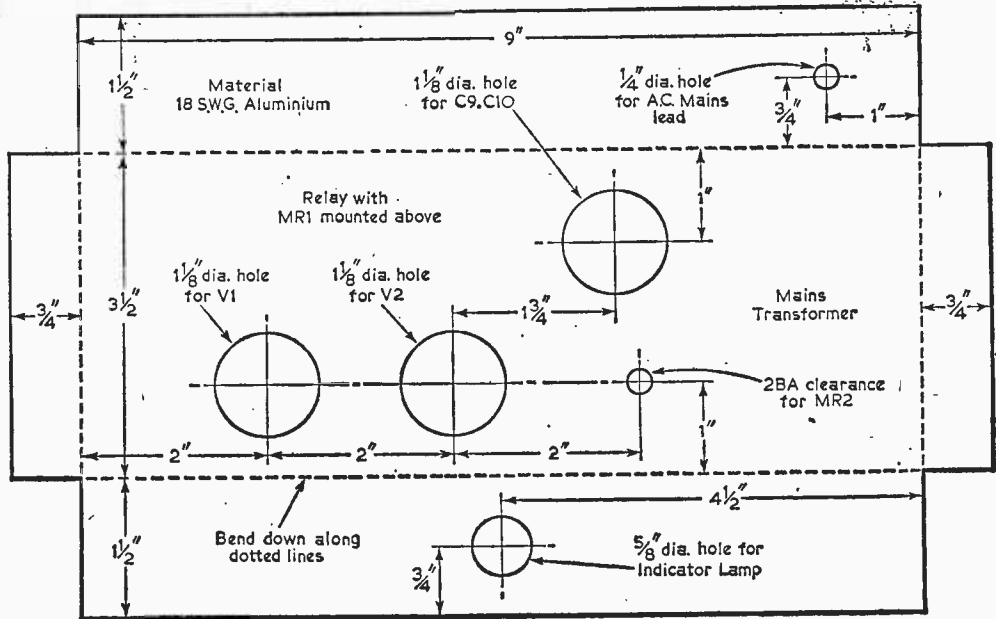 9"
1½"
Material
18 S.W.G. Aluminium
1⅛" dia. hole
for C9.C10
¼" dia. hole
for A.C. Mains
lead
¾"
1"
Relay with
MR1 mounted above
1"
1⅛" dia. hole
for V1
1⅛" dia. hole
for V2
¾"
3½"
1¾"
Mains
Transformer
¾"
2BA clearance
for MR2
1"
2"
2"
2"
4½"
1½"
Bend down along
dotted lines
¾"
⅝" dia. hole for
Indicator Lamp